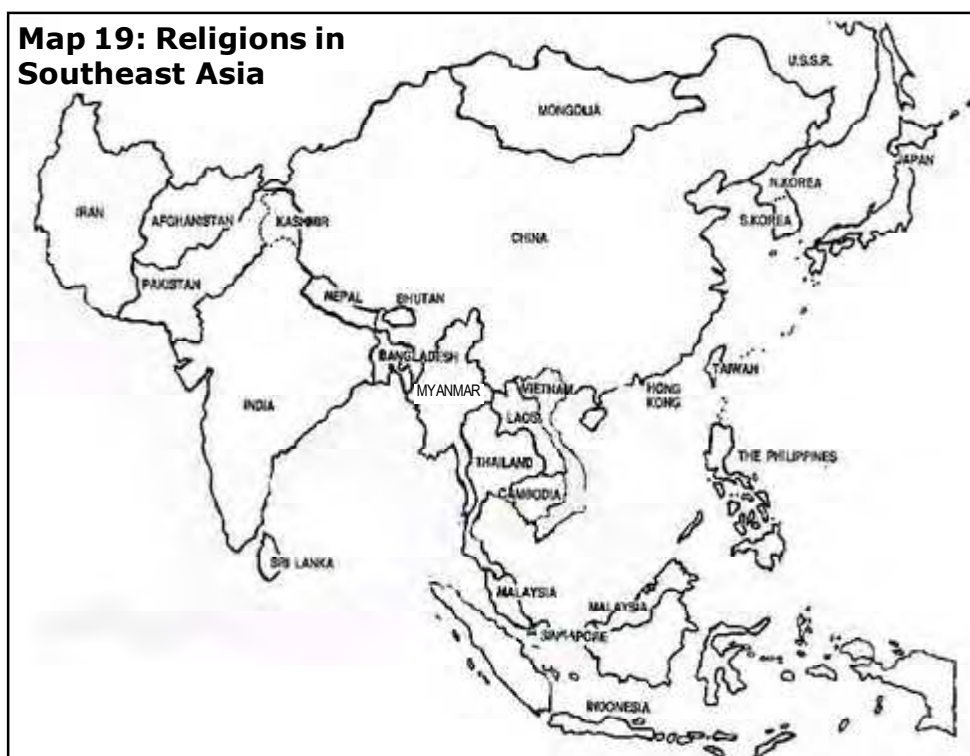 Map 19: Religions in
Southeast Asia
U.S.S.R.
MONGOLIA
JAPAN
N.KOREA
IRAN
AFGHANISTAN
KASHMIR
S.KOREA
CHINA
PAKISTAN
NEPAL
BHUTAN
BANGLADESH
TAIWAN
MYANMAR
VIETNAM
HONG
KONG
INDIA
LAOS
THE PHILIPPINES
THAILAND
CAMBODIA
SRI LANKA
MALAYSIA
MALAYSIA
SINGAPORE
INDONESIA